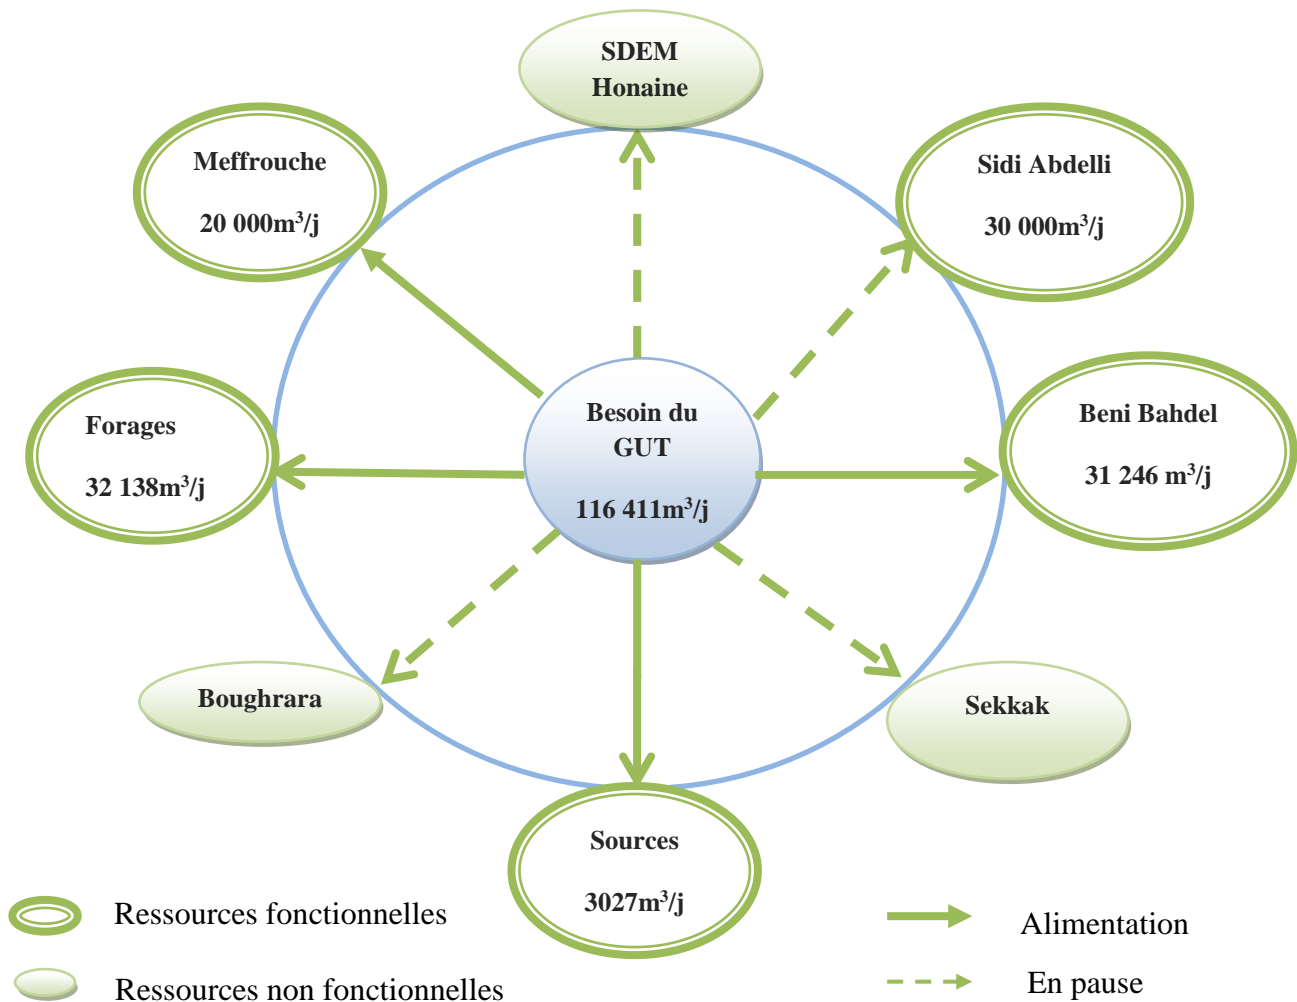 SDEM
Honaine
Meffrouche
20 000m³/j
Sidi Abdelli
30 000m³/j
Forages
32 138m³/j
Besoin du
GUT
116 411m³/j
Beni Bahdel
31 246 m³/j
Boughrara
Sekkak
Sources
3027m³/j
Ressources fonctionnelles
Ressources non fonctionnelles
Alimentation
En pause